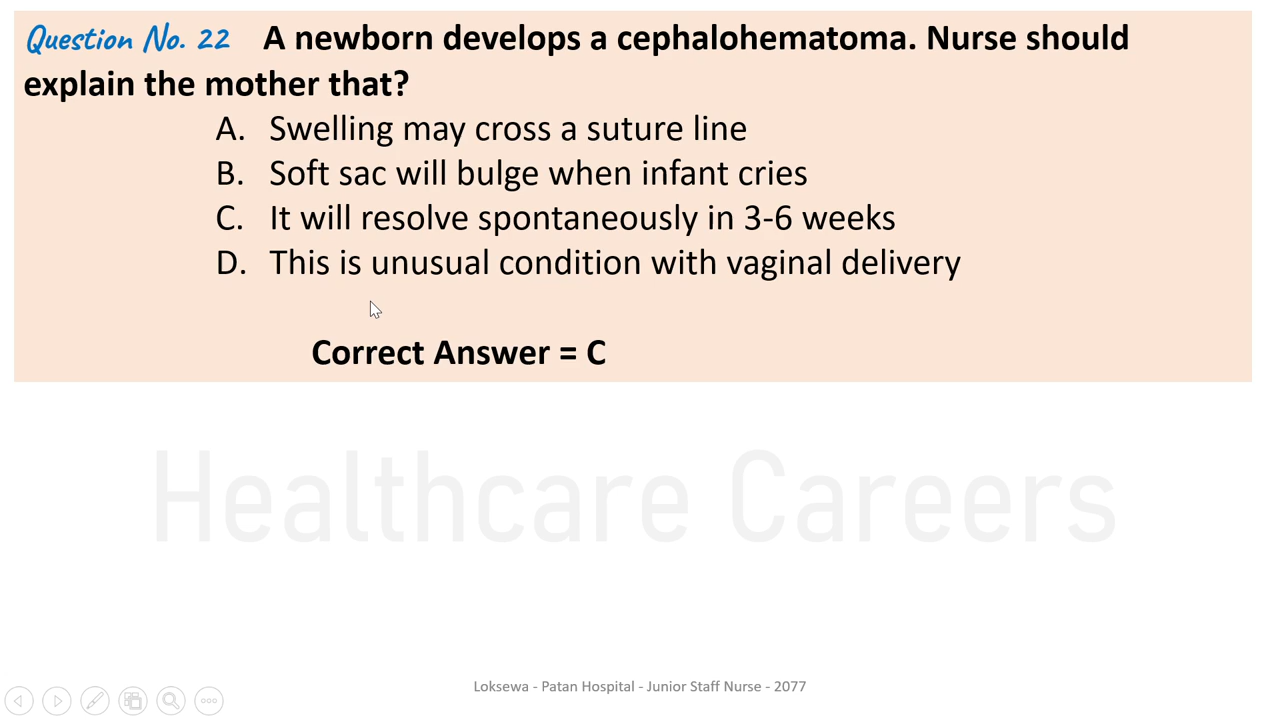 Question No. 22 A newborn develops a cephalohematoma. Nurse should
explain the mother that?
A. Swelling may cross a suture line
B. Soft sac will bulge when infant cries
C. It will resolve spontaneously in 3-6 weeks
D. This is unusual condition with vaginal delivery
Correct Answer = C
Healthcare Careers
Loksewa - Patan Hospital - Junior Staff Nurse - 2077